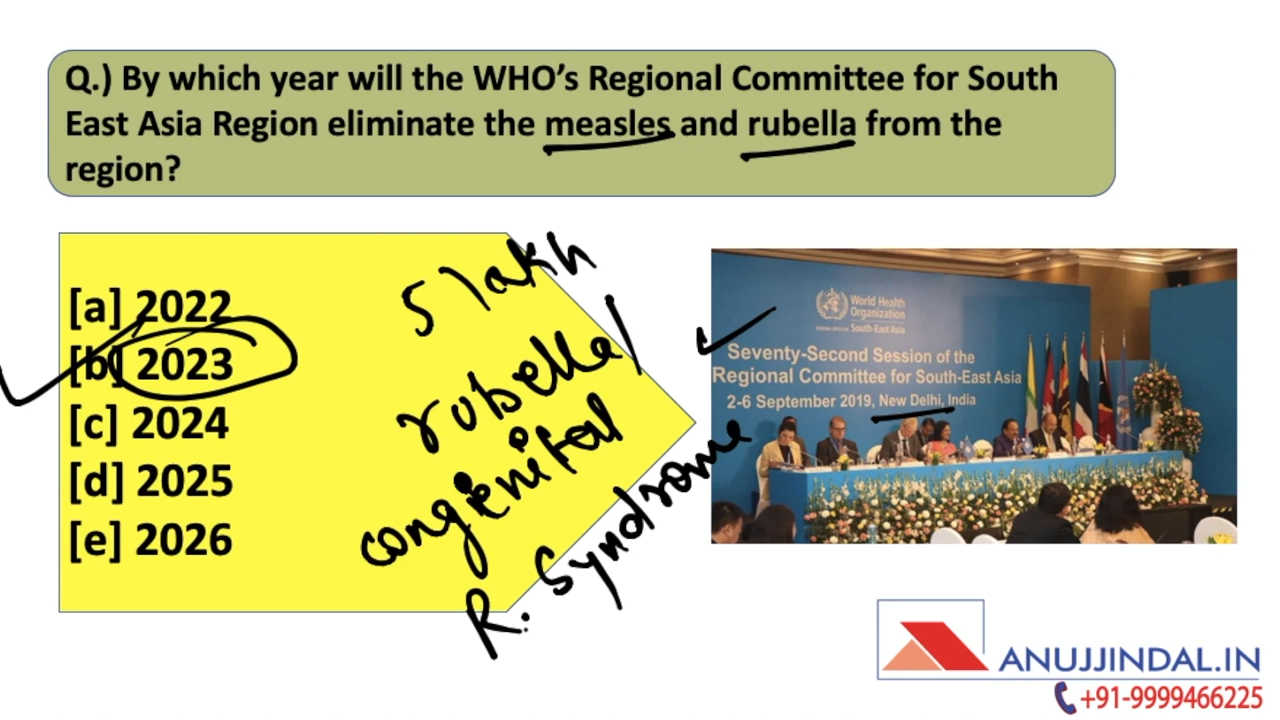 Q.) By which year will the WHO's Regional Committee for South
East Asia Region eliminate the measles and rubella from the
region?
[a] 2022
[b] 2023
[c] 2024
[d] 2025
[e] 2026
5 lakh
rubella/
congenital
R. Syndrome
World Health
Organization
South-East Asia
Seventy-Second Session of the
Regional Committee for South-East Asia
2-6 September 2019, New Delhi, India
ANUJJINDAL.IN
+91-9999466225